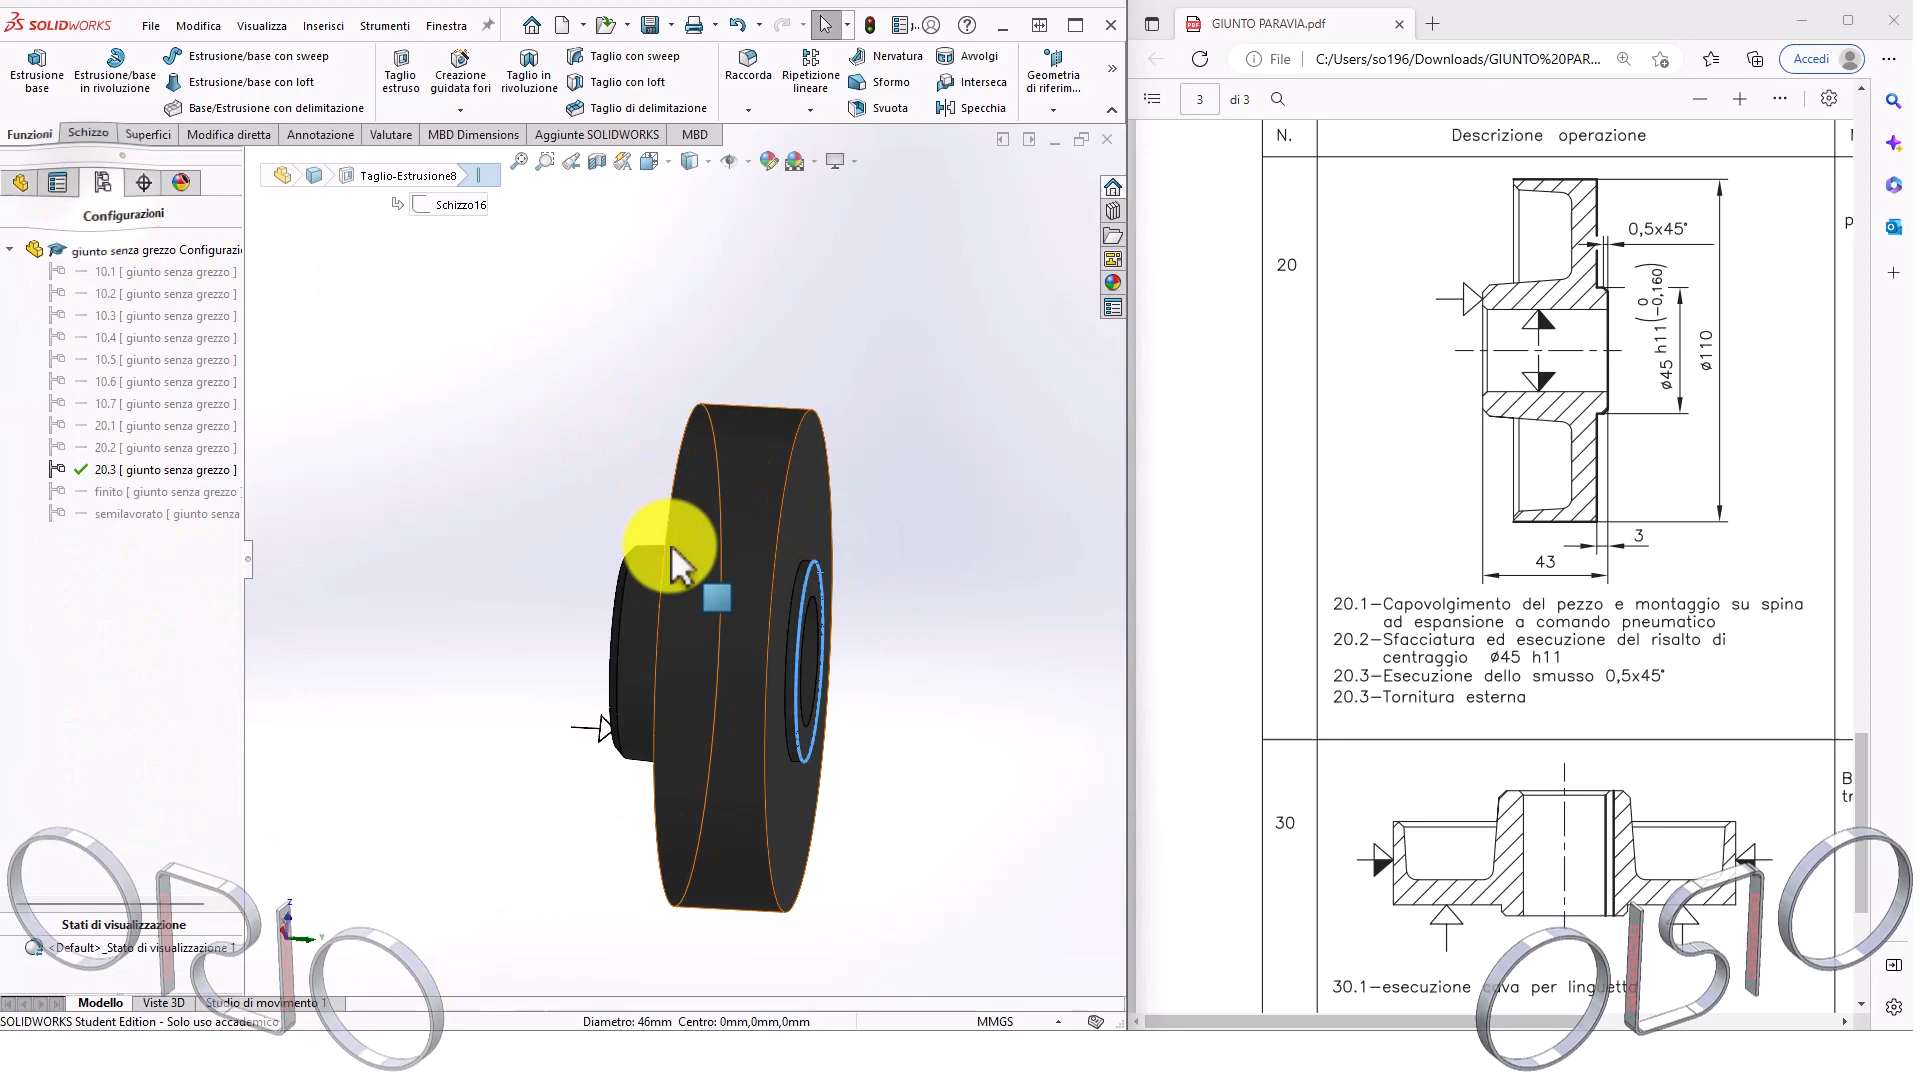 SOLIDWORKS
File Modifica Visualizza Inserisci Strumenti Finestra
Estrusione base
Estrusione/base in rivoluzione
Estrusione/base con sweep
Estrusione/base con loft
Base/Estrusione con delimitazione
Taglio estruso
Creazione guidata fori
Taglio in rivoluzione
Taglio con sweep
Taglio con loft
Taglio di delimitazione
Raccorda
Ripetizione lineare
Nervatura
Sformo
Svuota
Avvolgi
Interseca
Specchia
Geometria di riferim...
Funzioni Schizzo Superfici Modifica diretta Annotazione Valutare MBD Dimensions Aggiunte SOLIDWORKS MBD
Taglio-Estrusione8
Schizzo16
Configurazioni
giunto senza grezzo Configurazi
10.1 [ giunto senza grezzo ]
10.2 [ giunto senza grezzo ]
10.3 [ giunto senza grezzo ]
10.4 [ giunto senza grezzo ]
10.5 [ giunto senza grezzo ]
10.6 [ giunto senza grezzo ]
10.7 [ giunto senza grezzo ]
20.1 [ giunto senza grezzo ]
20.2 [ giunto senza grezzo ]
20.3 [ giunto senza grezzo ]
finito [ giunto senza grezzo ]
semilavorato [ giunto senza
Stati di visualizzazione
<Default>_Stato di visualizzazione 1
Z
Y
Modello Viste 3D Studio di movimento 1
SOLIDWORKS Student Edition - Solo uso accademico
Diametro: 46mm Centro: 0mm,0mm,0mm
MMGS
GIUNTO PARAVIA.pdf
File C:/Users/so196/Downloads/GIUNTO%20PAR...
Accedi
3 di 3
N. Descrizione operazione
20
0,5x45°
ø45 h11 (0 -0,160)
ø110
3
43
20.1-Capovolgimento del pezzo e montaggio su spina
ad espansione a comando pneumatico
20.2-Sfacciatura ed esecuzione del risalto di
centraggio ø45 h11
20.3-Esecuzione dello smusso 0,5x45°
20.3-Tornitura esterna
30
B
tr
30.1-esecuzione cava per linguetta